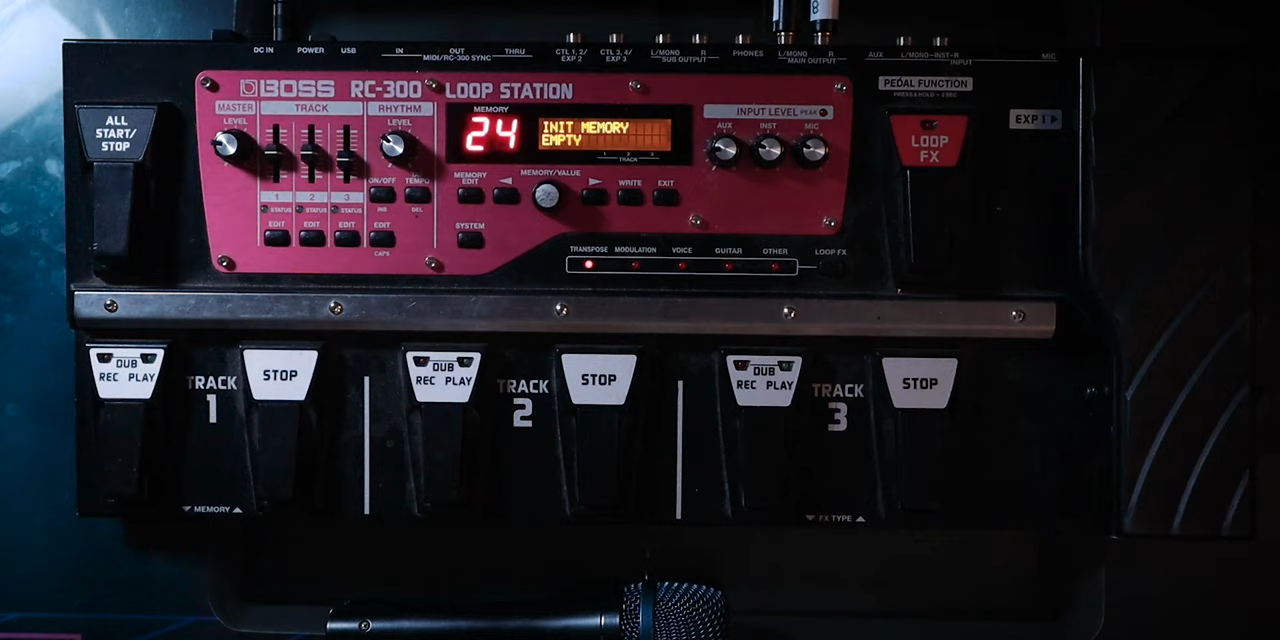 8
DC IN POWER USB IN OUT THRU
MIDI/RC-300 SYNC
CTL 1, 2/ EXP 2
CTL 3, 4/ EXP 3
L/MONO R
SUB OUTPUT
PHONES
L/MONO R
MAIN OUTPUT
AUX L/MONO-INST-R MIC
INPUT
BOSS RC-300 LOOP STATION
PEDAL FUNCTION
PRESS & HOLD > 2 SEC
ALL
START/
STOP
MASTER
LEVEL
TRACK
1 2 3
STATUS STATUS STATUS
EDIT EDIT EDIT
RHYTHM
LEVEL
ON/OFF
TEMPO
INS DEL
EDIT
CAPS
MEMORY
24
INIT MEMORY
EMPTY
1 2 3
TRACK
MEMORY
EDIT
MEMORY/VALUE
WRITE EXIT
SYSTEM
INPUT LEVEL PEAK
AUX INST MIC
LOOP
FX
EXP 1
TRANSPOSE MODULATION VOICE GUITAR OTHER LOOP FX
DUB
REC PLAY
TRACK
1
STOP
DUB
REC PLAY
TRACK
2
STOP
DUB
REC PLAY
TRACK
3
STOP
▼ MEMORY ▲
▼ FX TYPE ▲